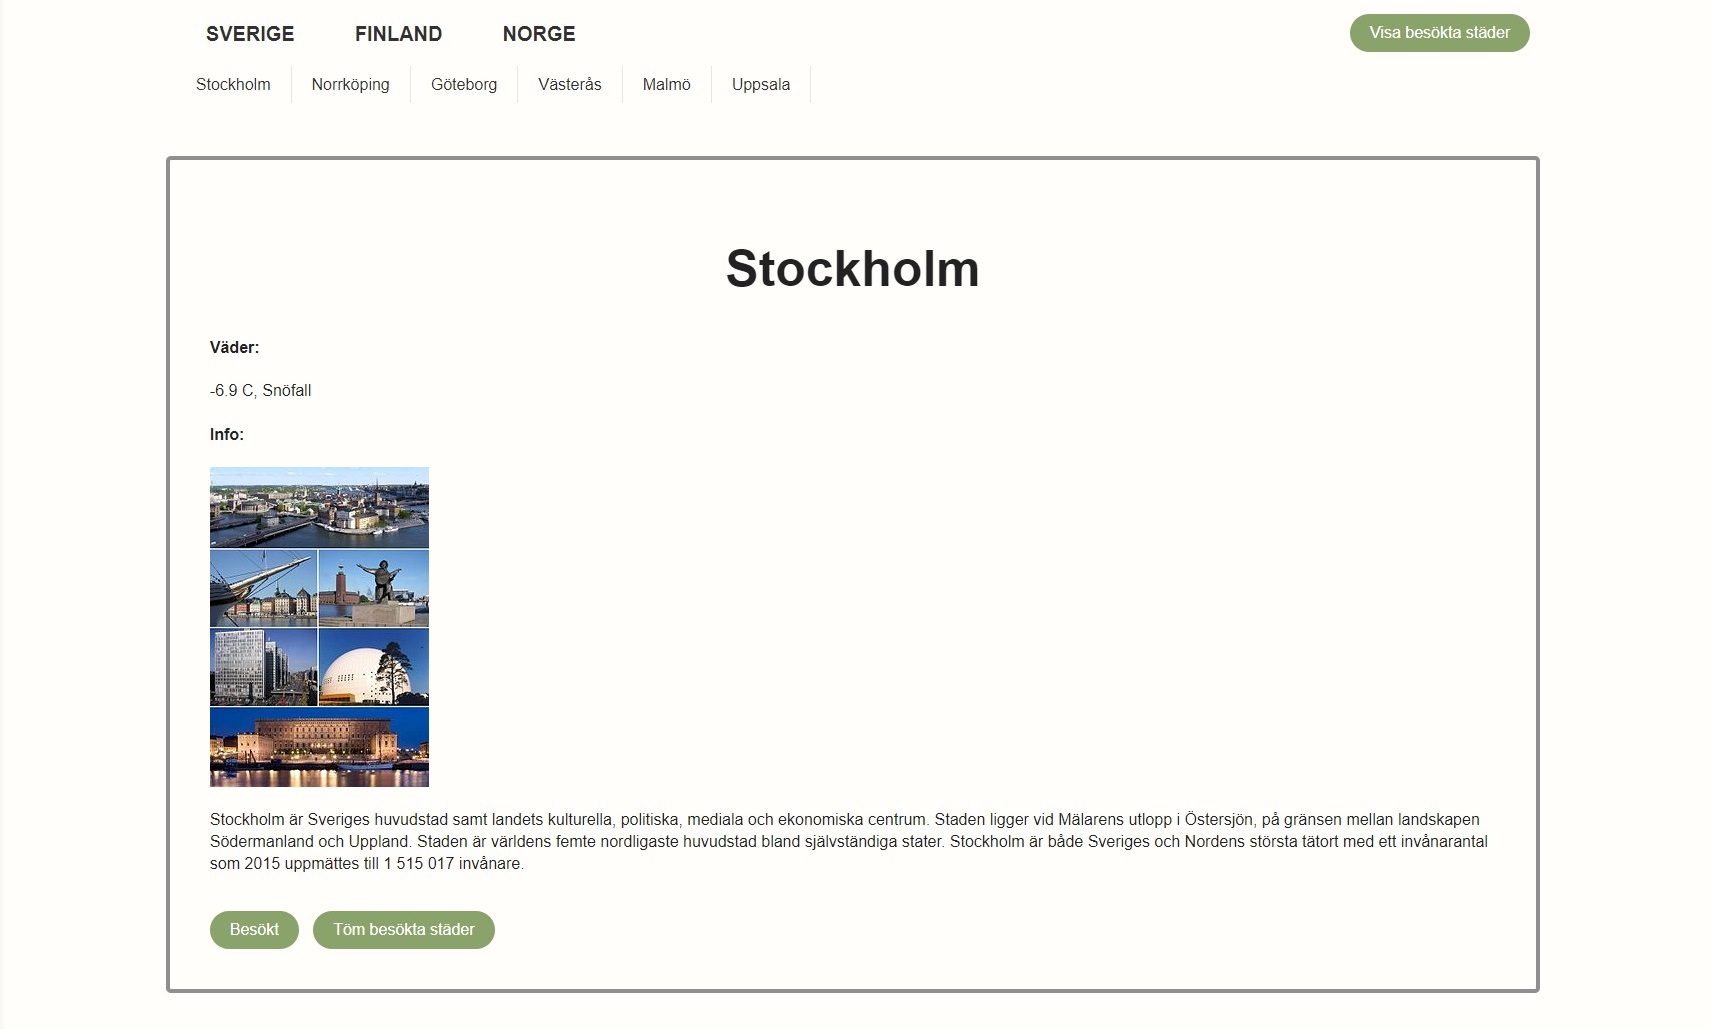 SVERIGE FINLAND NORGE Visa besökta städer
Stockholm Norrköping Göteborg Västerås Malmö Uppsala
Stockholm
Väder:
-6.9 C, Snöfall
Info:
Stockholm är Sveriges huvudstad samt landets kulturella, politiska, mediala och ekonomiska centrum. Staden ligger vid Mälarens utlopp i Östersjön, på gränsen mellan landskapen
Södermanland och Uppland. Staden är världens femte nordligaste huvudstad bland självständiga stater. Stockholm är både Sveriges och Nordens största tätort med ett invånarantal
som 2015 uppmättes till 1 515 017 invånare.
Besökt Töm besökta städer